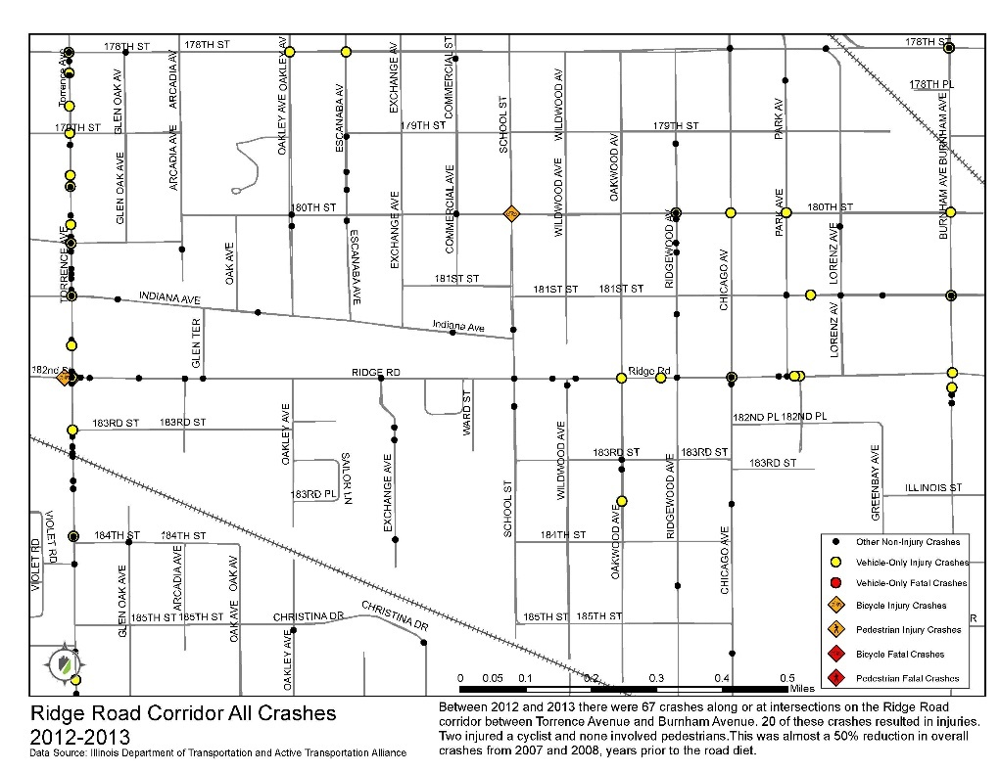 178TH ST
178TH ST
178TH ST
178TH PL
Torrance Ave
GLEN OAK AV
ARCADIA AVE
OAKLEY AVE
OAKLEY AV
ESCANABA AV
EXCHANGE AV
COMMERCIAL ST
SCHOOL ST
WILDWOOD AV
PARK AV
BURNHAM AVE
179TH ST
179TH ST
179TH ST
GLEN OAK AVE
ARCADIA AVE
COMMERCIAL AVE
WILDWOOD AVE
OAKWOOD AV
180TH ST
180TH ST
TORRENCE AVE
OAK AVE
ESCANABA AVE
EXCHANGE AVE
RIDGEWOOD AV
CHICAGO AV
PARK AVE
LORENZ AVE
BURNHAM AVE
181ST ST
181ST ST
181ST ST
INDIANA AVE
Indiana Ave
GLEN TER
LORENZ AV
182nd St
RIDGE RD
Ridge Rd
WARD ST
182ND PL
182ND PL
183RD ST
183RD ST
OAKLEY AVE
183RD ST
183RD ST
183RD ST
SAILOR LN
183RD PL
EXCHANGE AVE
SCHOOL ST
WILDWOOD AVE
RIDGEWOOD AVE
GREENBAY AVE
ILLINOIS ST
VIOLET RD
VIOLET RD
184TH ST
184TH ST
184TH ST
OAKWOOD AVE
CHICAGO AVE
GLEN OAK AVE
ARCADIA AVE
OAK AV
OAK AVE
185TH ST
185TH ST
CHRISTINA DR
CHRISTINA DR
185TH ST
185TH ST
OAKLEY AVE
R
Other Non-Injury Crashes
Vehicle-Only Injury Crashes
Vehicle-Only Fatal Crashes
Bicycle Injury Crashes
Pedestrian Injury Crashes
Bicycle Fatal Crashes
Pedestrian Fatal Crashes
0 0.05 0.1 0.2 0.3 0.4 0.5
Miles
Ridge Road Corridor All Crashes
2012-2013
Data Source: Illinois Department of Transportation and Active Transportation Alliance
Between 2012 and 2013 there were 67 crashes along or at intersections on the Ridge Road
corridor between Torrence Avenue and Burnham Avenue. 20 of these crashes resulted in injuries.
Two injured a cyclist and none involved pedestrians.This was almost a 50% reduction in overall
crashes from 2007 and 2008, years prior to the road diet.